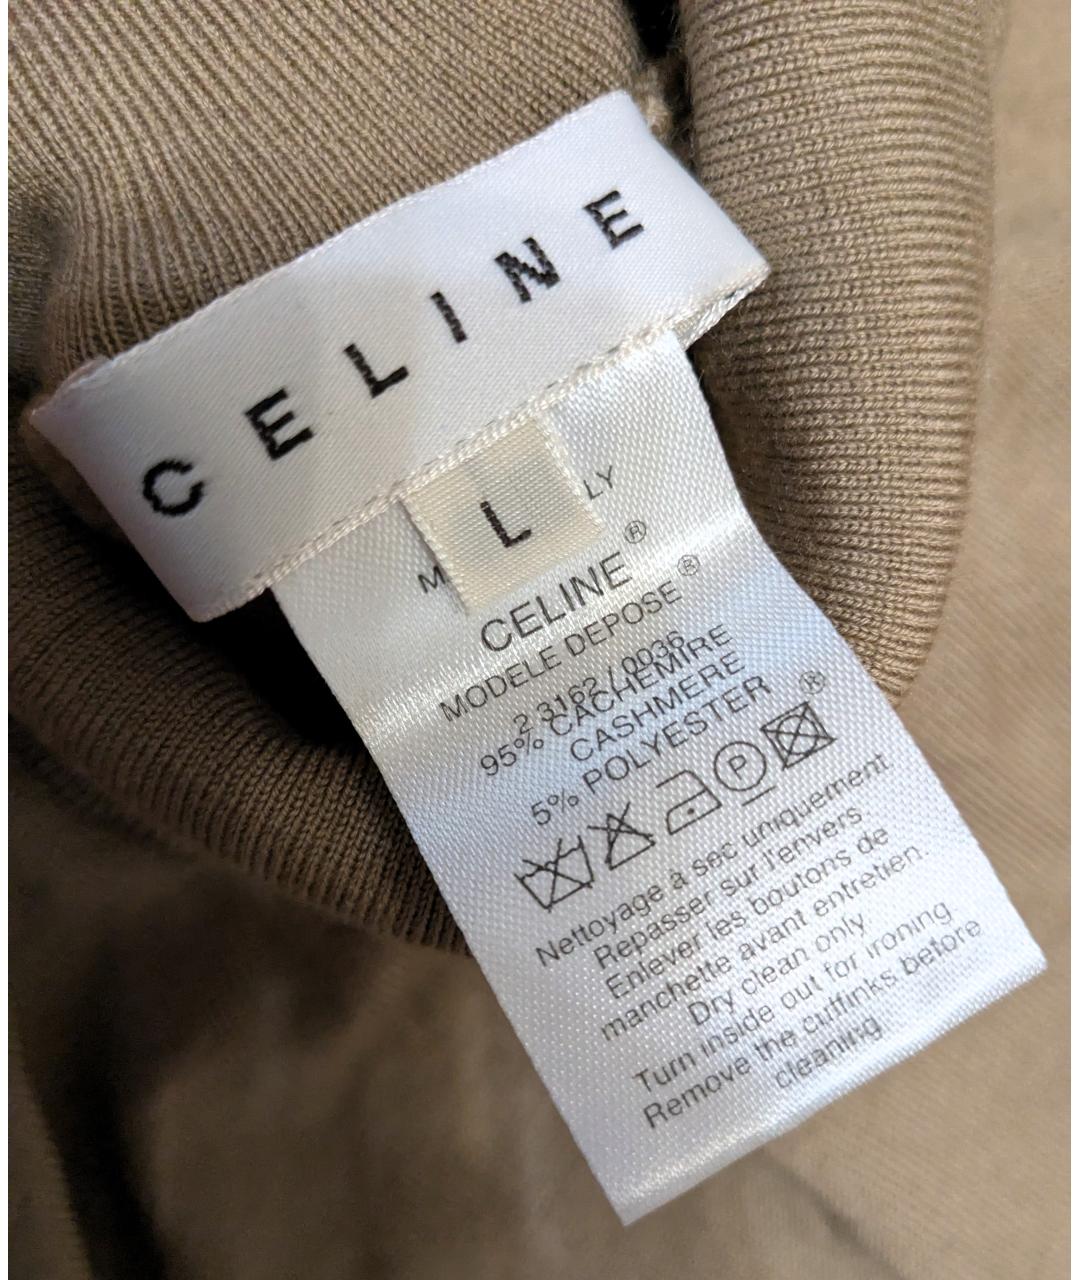 CELINE
L
M LY
CELINE®
MODELE DEPOSE®
2 3162 / 0036
95% CACHEMIRE
CASHMERE
5% POLYESTER
®
P
Nettoyage à sec uniquement
Repasser sur l'envers.
Enlever les boutons de
manchette avant entretien.
Dry clean only
Turn inside out for ironing
Remove the cufflinks before
cleaning